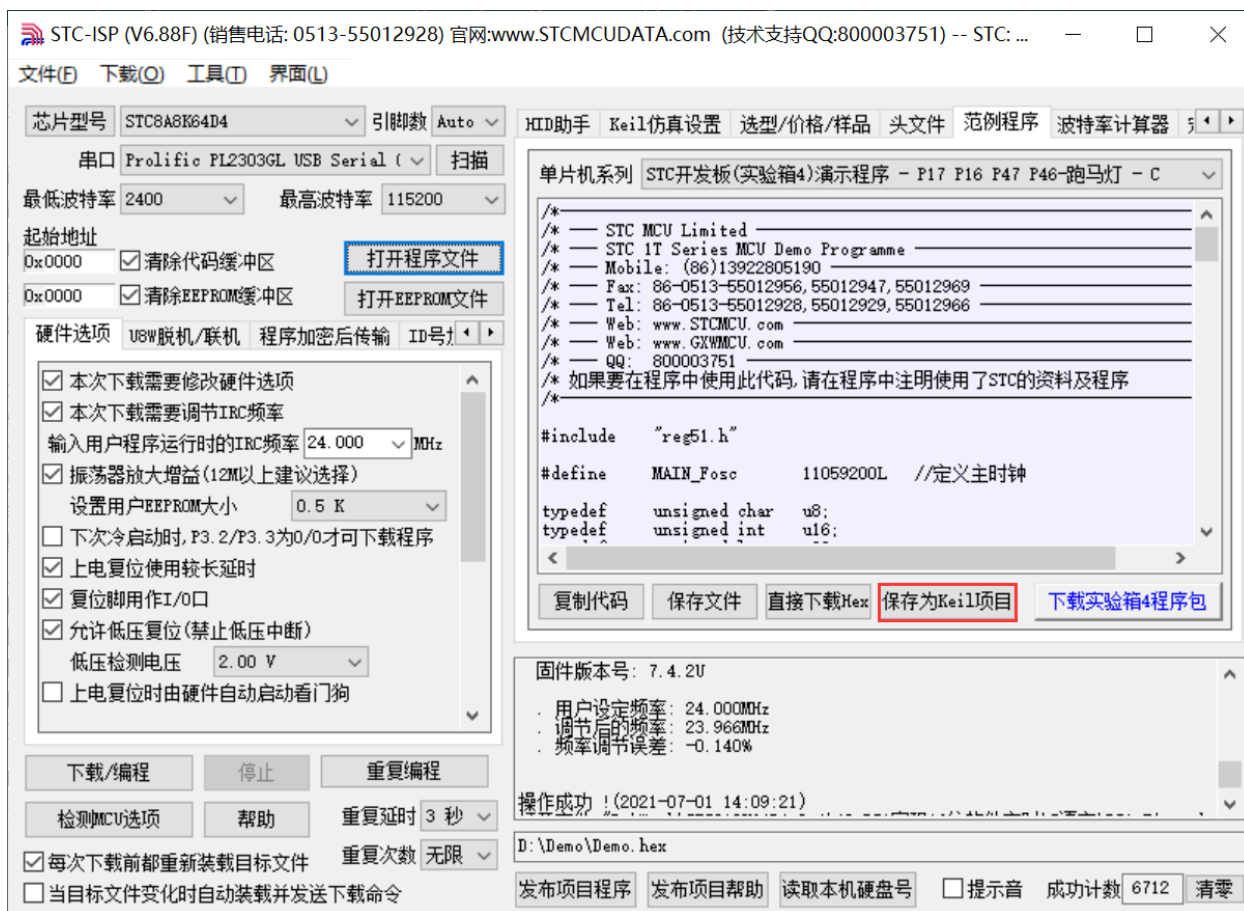 STC-ISP (V6.88F) (销售电话: 0513-55012928) 官网:www.STCMCUDATA.com (技术支持QQ:800003751) -- STC: ...
文件(F) 下载(O) 工具(T) 界面(L)
芯片型号 STC8A8K64D4 引脚数 Auto
串口 Prolific PL2303GL USB Serial ( 扫描
最低波特率 2400 最高波特率 115200
起始地址
0x0000 清除代码缓冲区 打开程序文件
0x0000 清除EEPROM缓冲区 打开EEPROM文件
硬件选项 U8W脱机/联机 程序加密后传输 ID号
本次下载需要修改硬件选项
本次下载需要调节IRC频率
输入用户程序运行时的IRC频率 24.000 MHz
振荡器放大增益(12M以上建议选择)
设置用户EEPROM大小 0.5 K
下次冷启动时,P3.2/P3.3为0/0才可下载程序
上电复位使用较长延时
复位脚用作I/O口
允许低压复位(禁止低压中断)
低压检测电压 2.00 V
上电复位时由硬件自动启动看门狗
下载/编程 停止 重复编程
检测MCU选项 帮助 重复延时 3 秒
每次下载前都重新装载目标文件 重复次数 无限
当目标文件变化时自动装载并发送下载命令
HID助手 Keil仿真设置 选型/价格/样品 头文件 范例程序 波特率计算器
单片机系列 STC开发板(实验箱4)演示程序 - P17 P16 P47 P46-跑马灯 - C
/*
/* --- STC MCU Limited
/* --- STC 1T Series MCU Demo Programme
/* --- Mobile: (86)13922805190
/* --- Fax: 86-0513-55012956,55012947,55012969
/* --- Tel: 86-0513-55012928,55012929,55012966
/* --- Web: www.STCMCU.com
/* --- Web: www.GXWMCU.com
/* --- QQ: 800003751
/* 如果要在程序中使用此代码,请在程序中注明使用了STC的资料及程序
/*
#include "reg51.h"
#define MAIN_Fosc 11059200L //定义主时钟
typedef unsigned char u8;
typedef unsigned int u16;
复制代码 保存文件 直接下载Hex 保存为Keil项目 下载实验箱4程序包
固件版本号: 7.4.2U
. 用户设定频率: 24.000MHz
. 调节后的频率: 23.966MHz
. 频率调节误差: -0.140%
操作成功 !(2021-07-01 14:09:21)
D:\Demo\Demo.hex
发布项目程序 发布项目帮助 读取本机硬盘号 提示音 成功计数 6712 清零